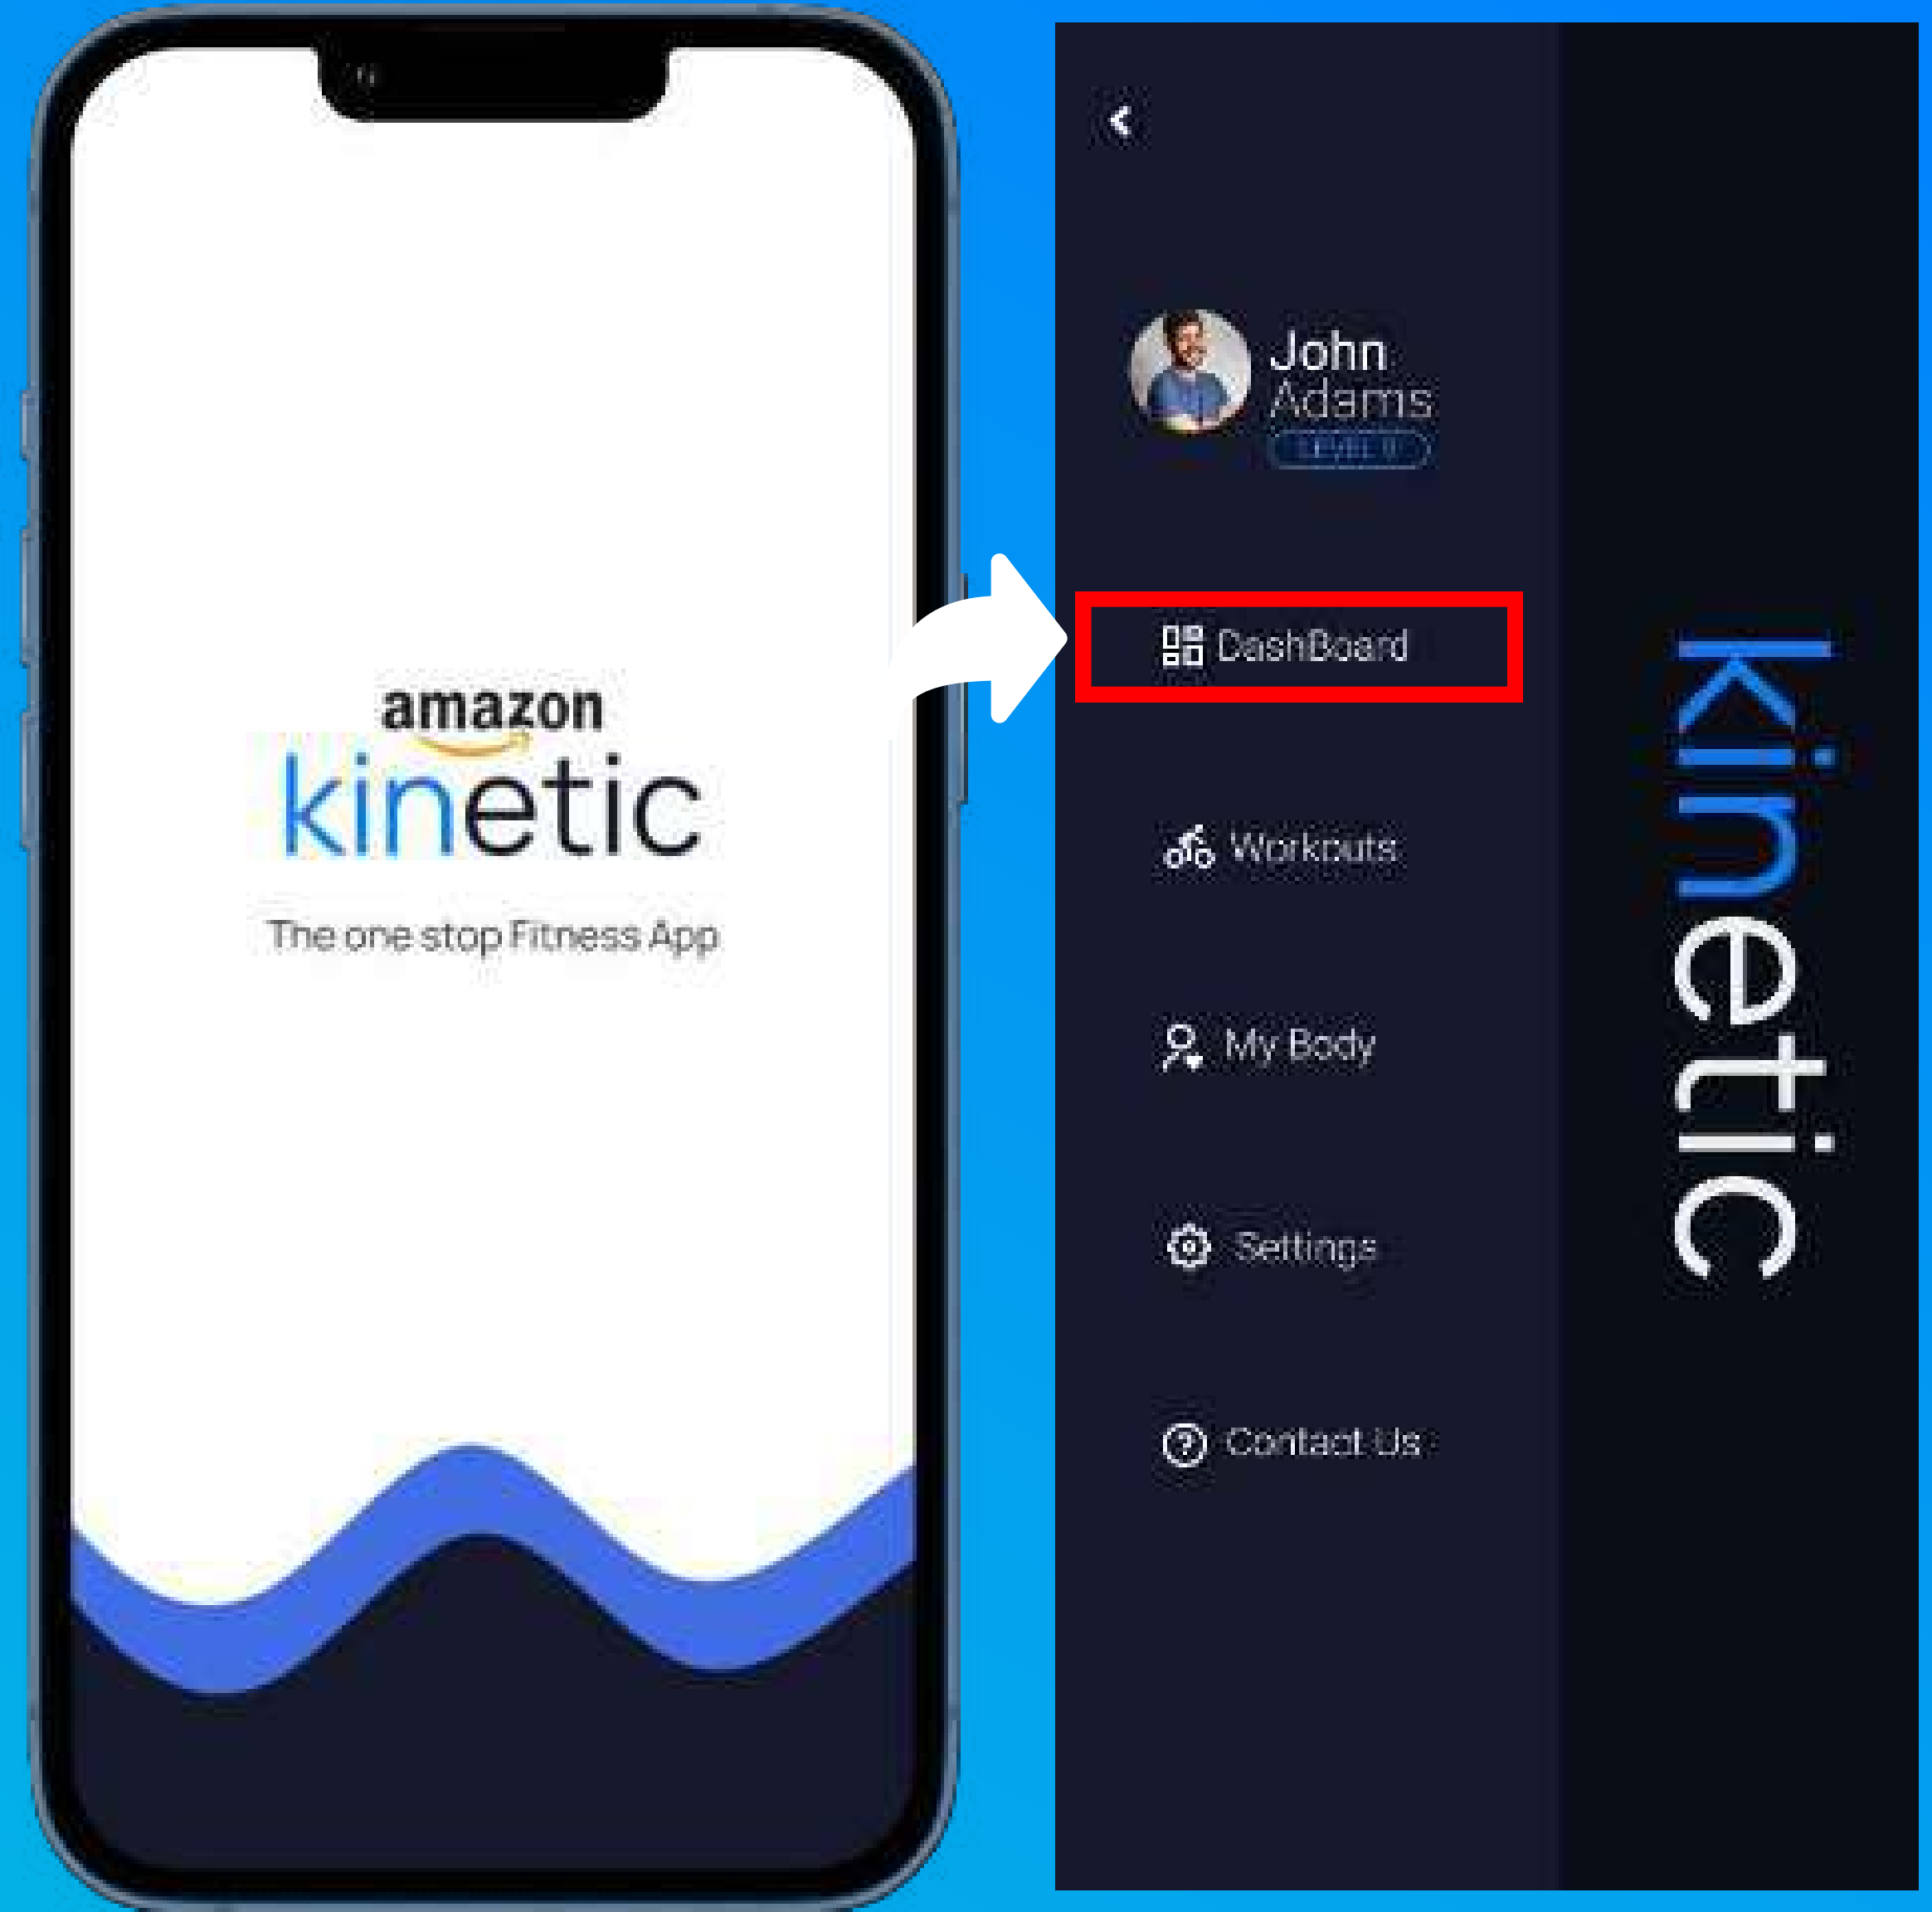 amazon
kinetic
The one stop Fitness App
John
Adams
DashBoard
Workouts
My Body
Settings
Contact Us
kinetic